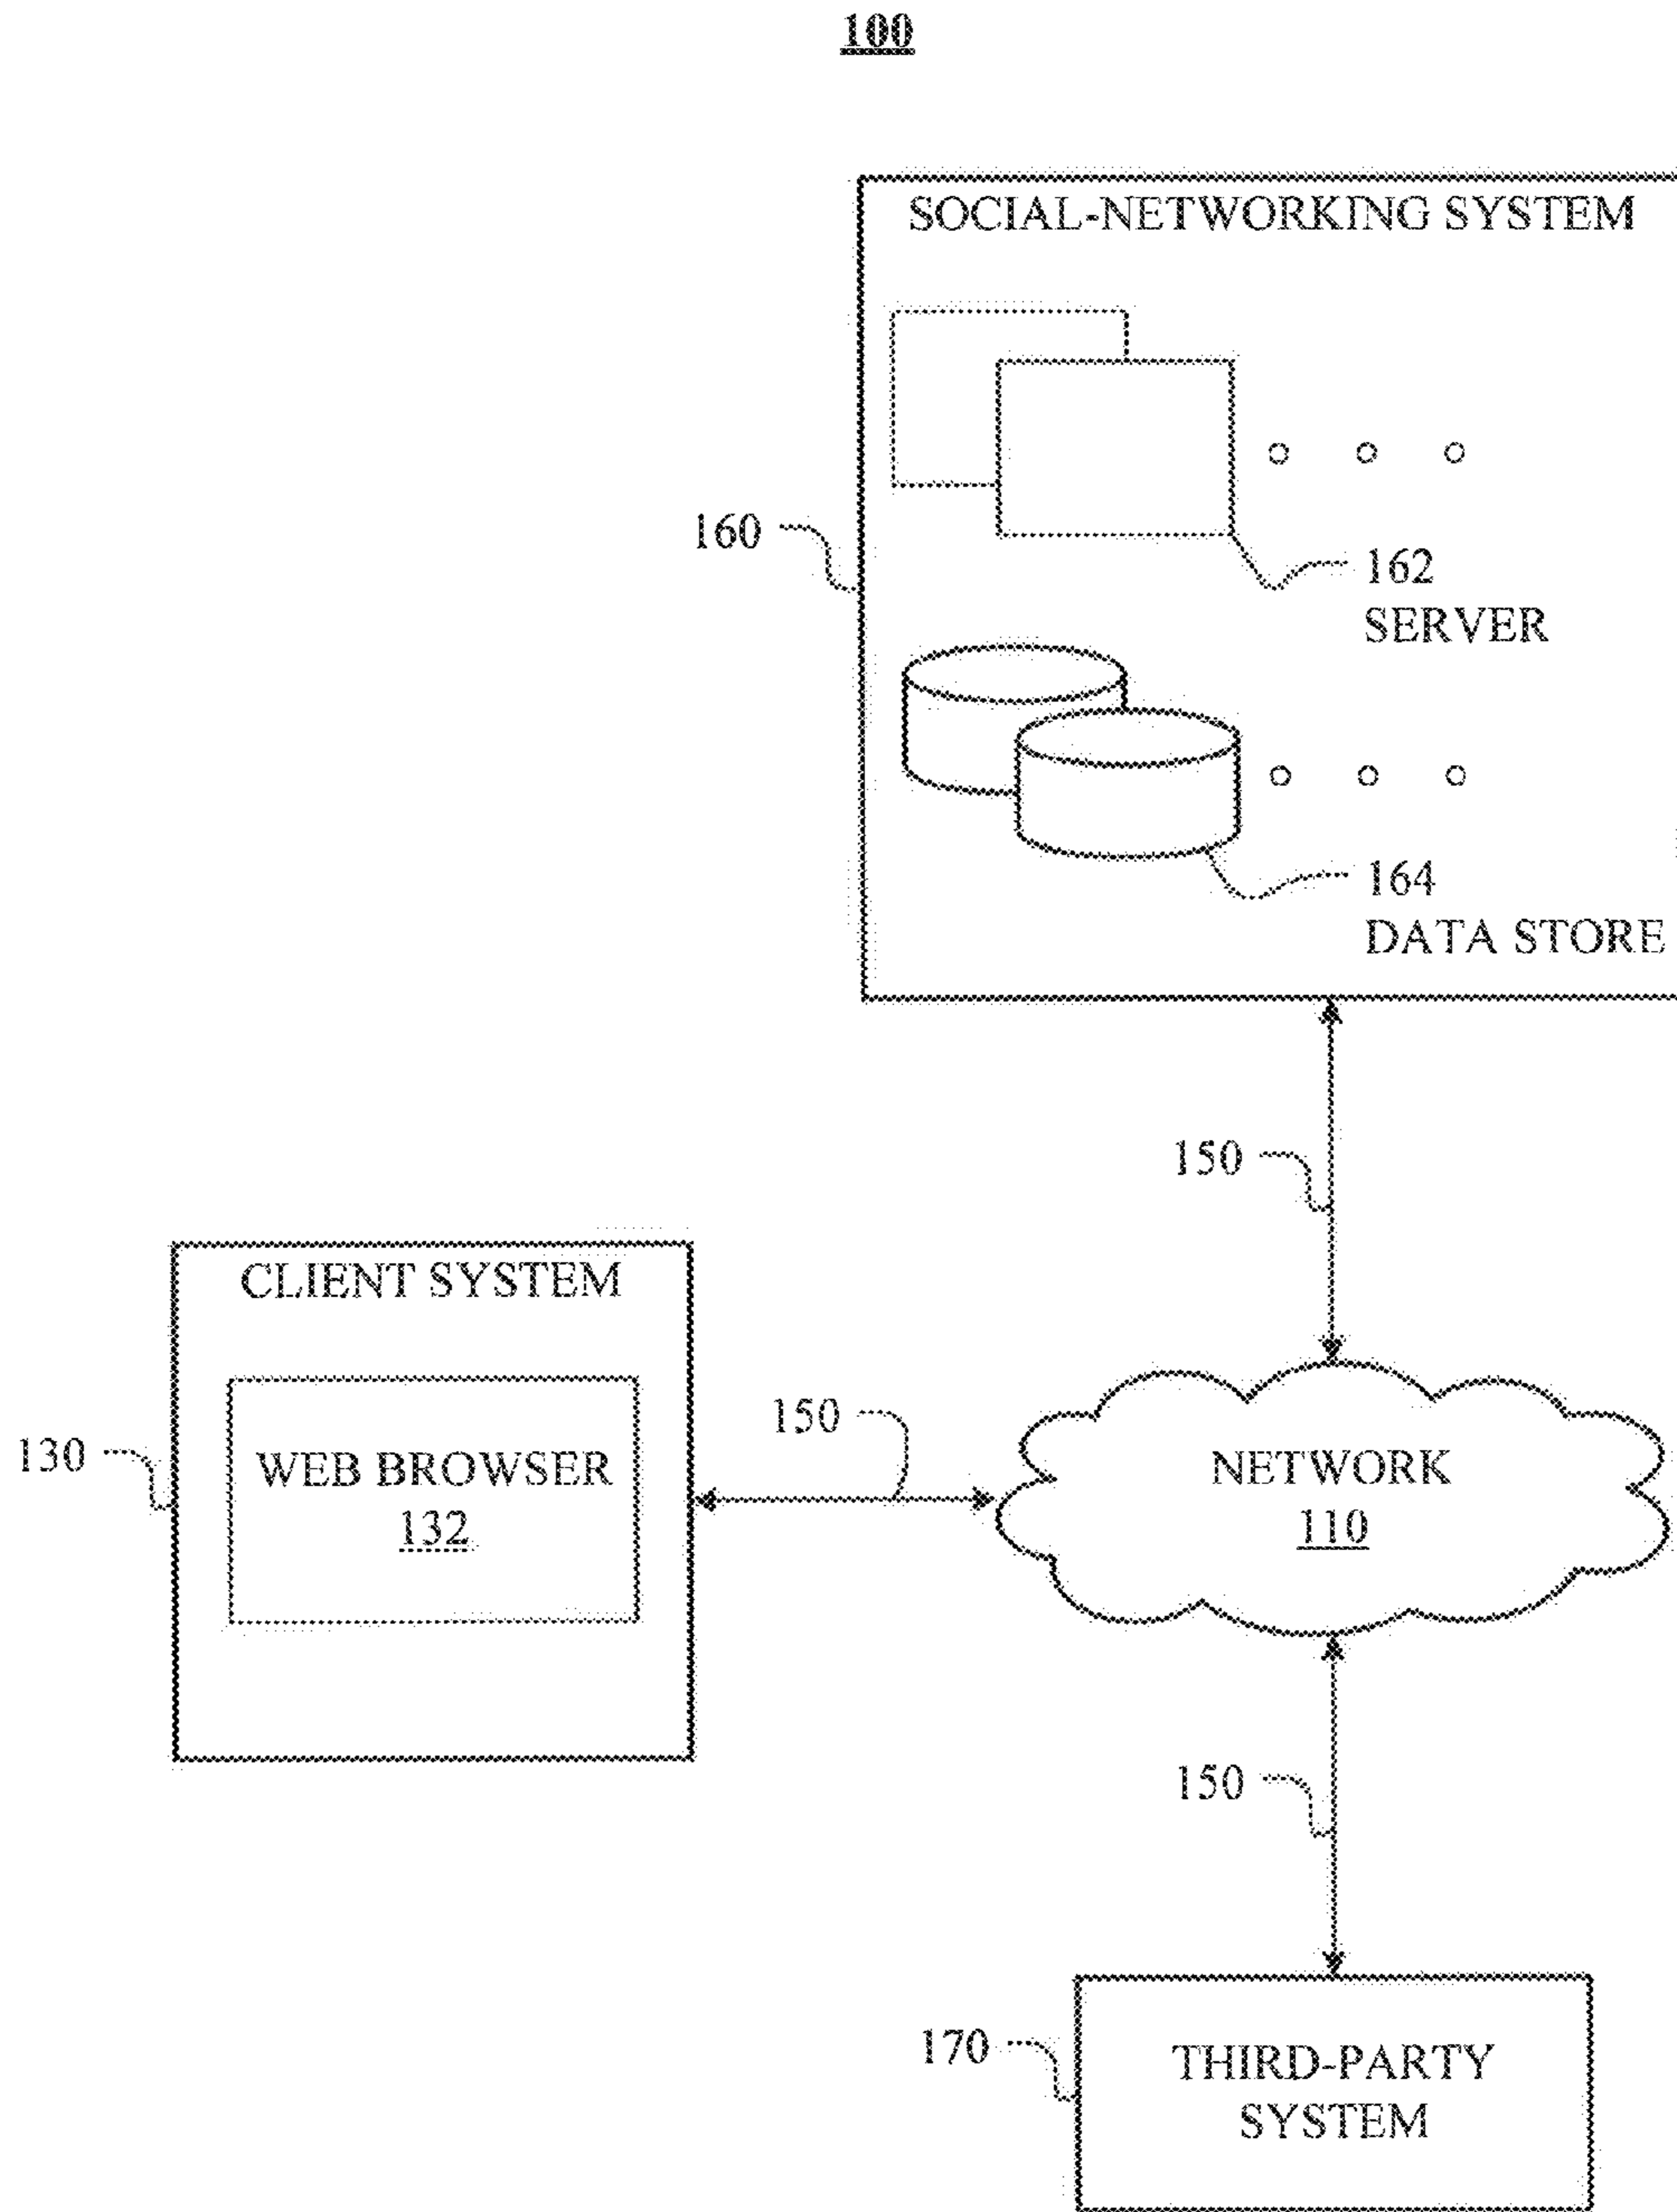 100
SOCIAL-NETWORKING SYSTEM
160
162
SERVER
164
DATA STORE
150
CLIENT SYSTEM
130
WEB BROWSER
132
150
NETWORK
110
150
170
THIRD-PARTY
SYSTEM